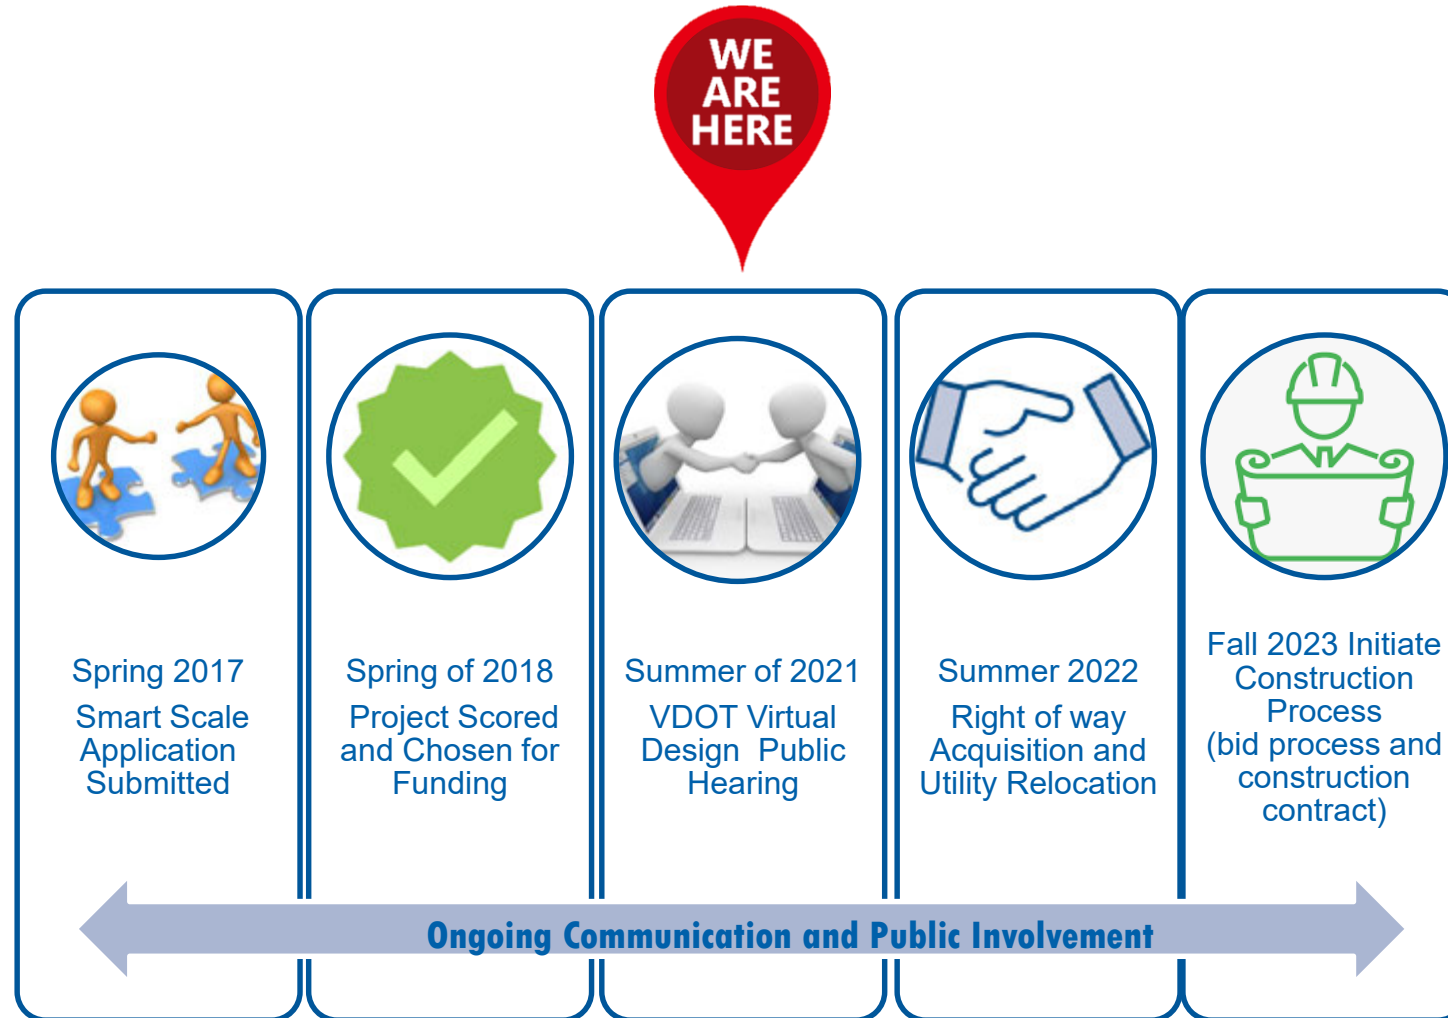 WE
ARE
HERE
Spring 2017
Smart Scale
Application
Submitted
Spring of 2018
Project Scored
and Chosen for
Funding
Summer of 2021
VDOT Virtual
Design  Public
Hearing
Summer 2022
Right of way
Acquisition and
Utility Relocation
Fall 2023 Initiate
Construction
Process
(bid process and
construction
contract)
Ongoing Communication and Public Involvement